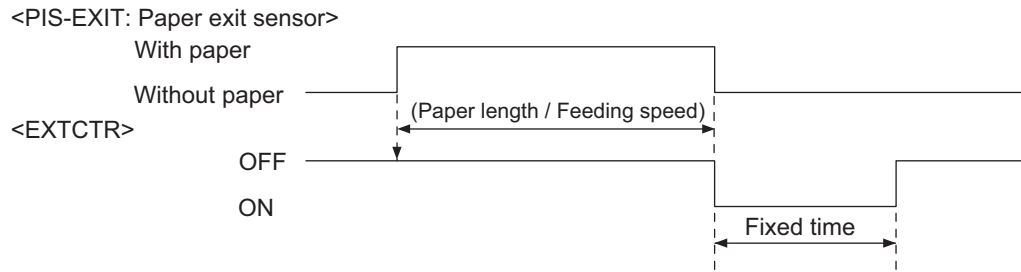 <PIS-EXIT: Paper exit sensor>
With paper
Without paper
(Paper length / Feeding speed)
<EXTCTR>
OFF
ON
Fixed time